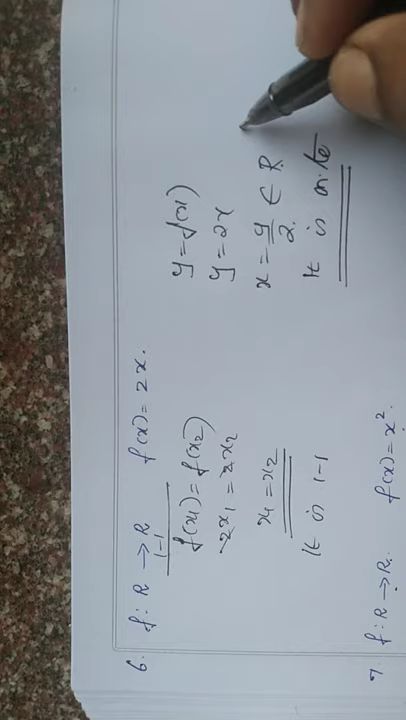 6. f: R → R f(x) = 2x.
1-1
f(x₁) = f(x₂)
2x₁ = 2x₂
x₁ = x₂
It is 1-1
y = f(x)
y = 2x
x = y/2 ∈ R
It is onto
7. f: R → R. f(x) = x².